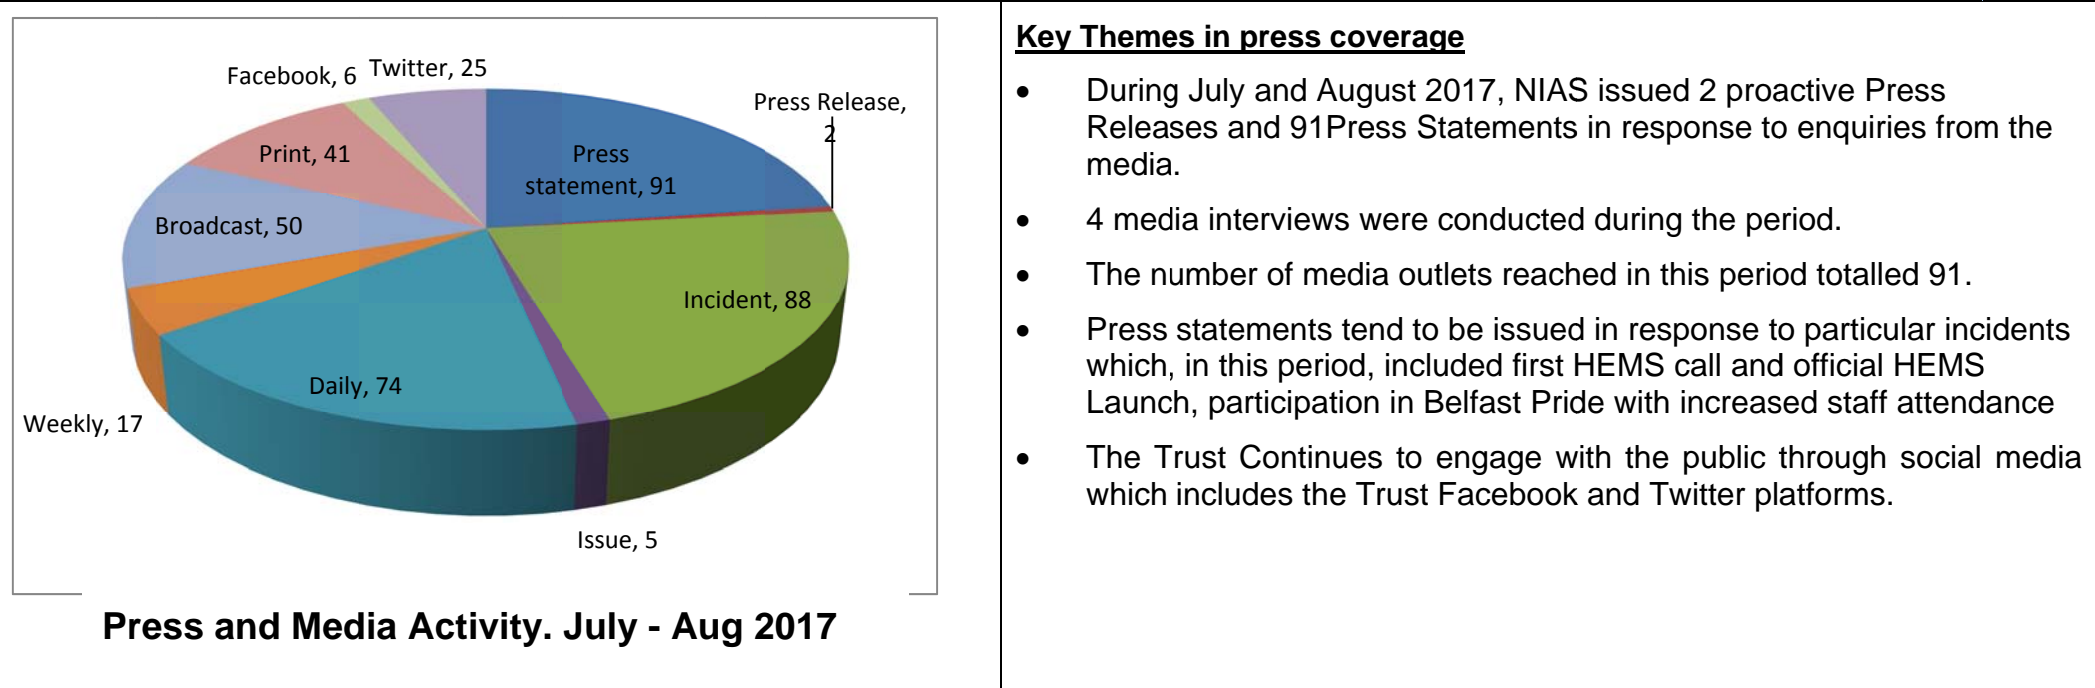 Facebook, 6
Twitter, 25
Press Release,
2
Print, 41
Press
statement, 91
Broadcast, 50
Incident, 88
Daily, 74
Weekly, 17
Issue, 5
Press and Media Activity. July - Aug 2017
Key Themes in press coverage
• During July and August 2017, NIAS issued 2 proactive Press
Releases and 91Press Statements in response to enquiries from the
media.
• 4 media interviews were conducted during the period.
• The number of media outlets reached in this period totalled 91.
• Press statements tend to be issued in response to particular incidents
which, in this period, included first HEMS call and official HEMS
Launch, participation in Belfast Pride with increased staff attendance
• The Trust Continues to engage with the public through social media
which includes the Trust Facebook and Twitter platforms.